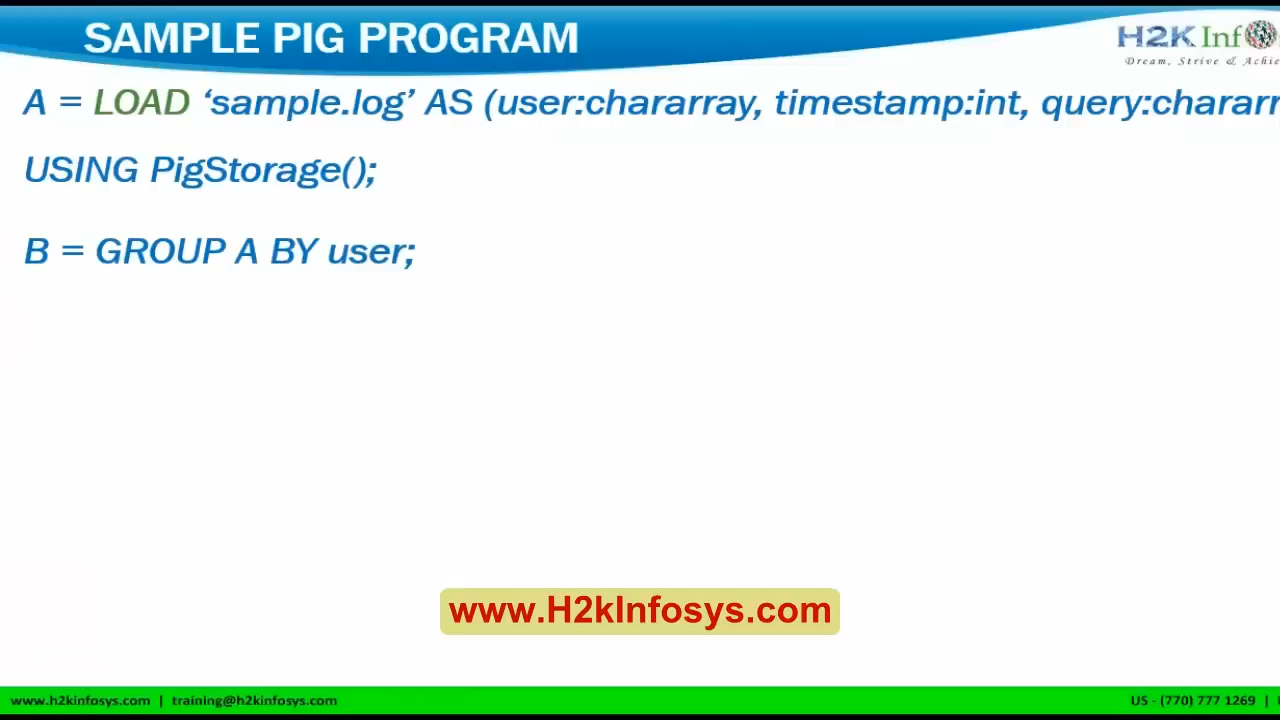 SAMPLE PIG PROGRAM
H2K Info
Dream, Strive & Achie
A = LOAD ‘sample.log’ AS (user:chararray, timestamp:int, query:chararr
USING PigStorage();
B = GROUP A BY user;
www.H2kInfosys.com
www.h2kinfosys.com | training@h2kinfosys.com
US - (770) 777 1269 |